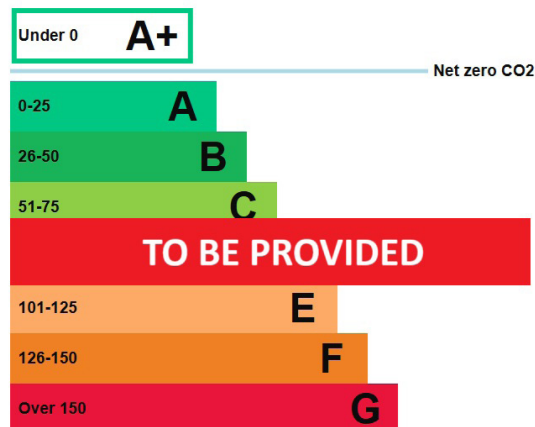 Under 0 A+
Net zero CO2
0-25 A
26-50 B
51-75 C
TO BE PROVIDED
101-125 E
126-150 F
Over 150 G